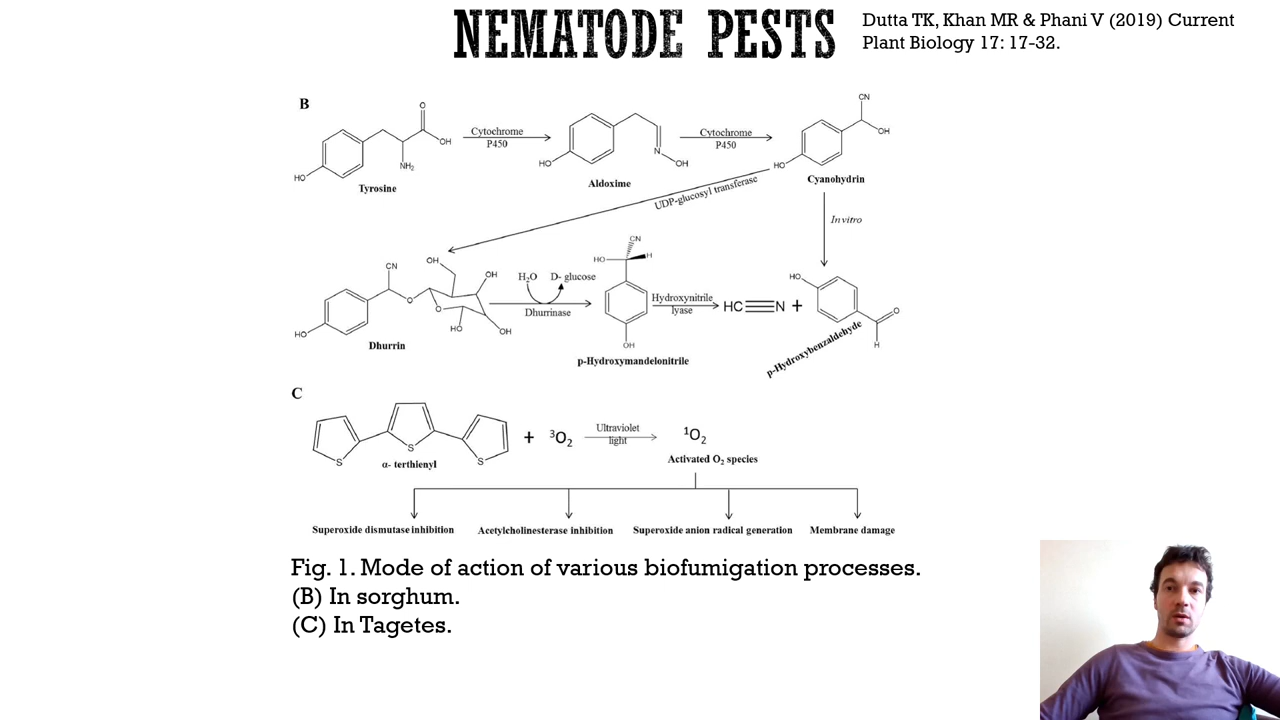 NEMATODE PESTS
Dutta TK, Khan MR & Phani V (2019) Current
Plant Biology 17: 17-32.
B
O
OH
NH₂
HO
Tyrosine
Cytochrome
P450
HO
N
OH
Aldoxime
Cytochrome
P450
CN
OH
HO
Cyanohydrin
UDP-glucosyl transferase
In vitro
CN
OH
OH
O
O
HO
HO
OH
Dhurrin
H₂O D- glucose
Dhurrinase
CN
HO
H
OH
p-Hydroxymandelonitrile
Hydroxynitrile
lyase
HC≡N +
HO
O
H
p-Hydroxybenzaldehyde
C
S
S
S
α- terthienyl
+ ³O₂
Ultraviolet
light
¹O₂
Activated O₂ species
Superoxide dismutase inhibition
Acetylcholinesterase inhibition
Superoxide anion radical generation
Membrane damage
Fig. 1. Mode of action of various biofumigation processes.
(B) In sorghum.
(C) In Tagetes.